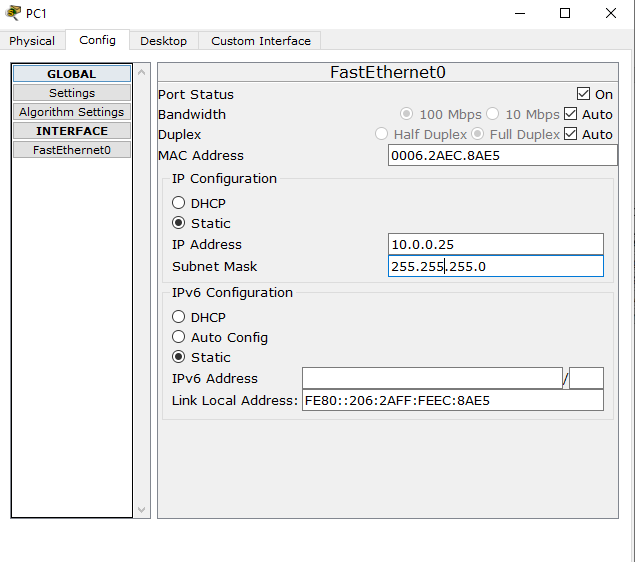 PC1
Physical Config Desktop Custom Interface
GLOBAL
Settings
Algorithm Settings
INTERFACE
FastEthernet0
FastEthernet0
Port Status On
Bandwidth 100 Mbps 10 Mbps Auto
Duplex Half Duplex Full Duplex Auto
MAC Address 0006.2AEC.8AE5
IP Configuration
DHCP
Static
IP Address 10.0.0.25
Subnet Mask 255.255.255.0
IPv6 Configuration
DHCP
Auto Config
Static
IPv6 Address /
Link Local Address: FE80::206:2AFF:FEEC:8AE5